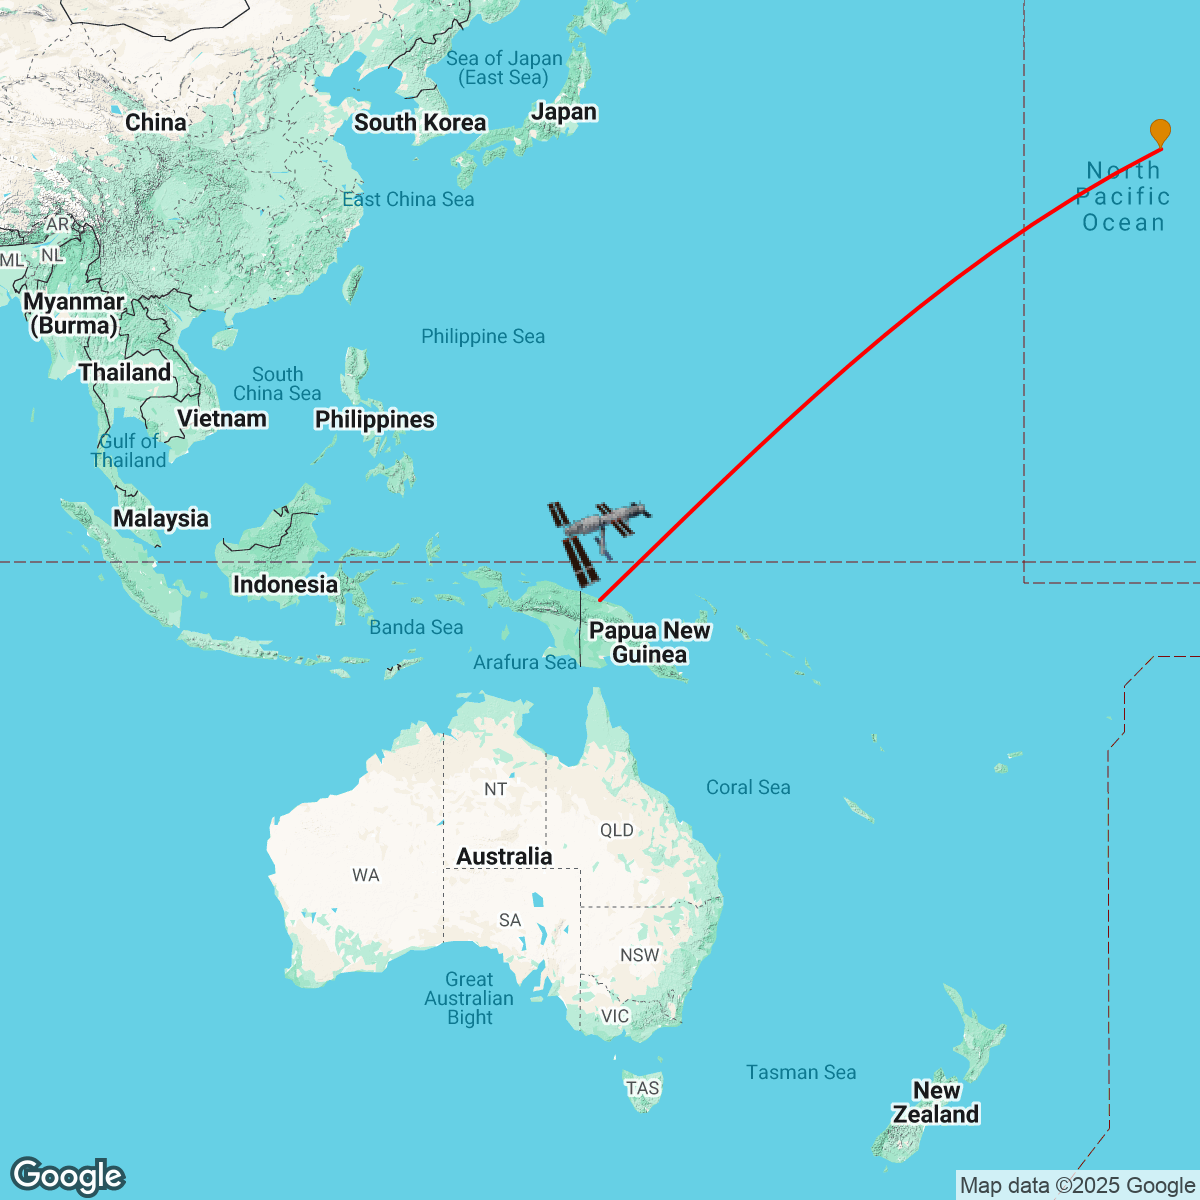 Sea of Japan
(East Sea)
Japan
China
South Korea
North
Pacific
Ocean
East China Sea
AR
NL
ML
Myanmar
(Burma)
Philippine Sea
Thailand
South
China Sea
Vietnam
Philippines
Gulf of
Thailand
Malaysia
Indonesia
Banda Sea
Papua New
Guinea
Arafura Sea
NT
Coral Sea
QLD
Australia
WA
SA
NSW
Great
Australian
Bight
VIC
Tasman Sea
TAS
New
Zealand
Google
Map data ©2025 Google